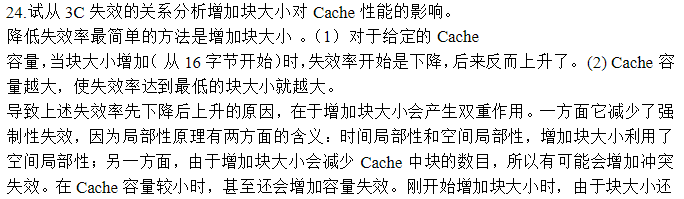 24.试从 3C 失效的关系分析增加块大小对 Cache 性能的影响。
降低失效率最简单的方法是增加块大小 。（1）对于给定的 Cache
容量，当块大小增加（ 从 16 字节开始）时，失效率开始是下降，后来反而上升了。(2) Cache 容
量越大，使失效率达到最低的块大小就越大。
导致上述失效率先下降后上升的原因，在于增加块大小会产生双重作用。一方面它减少了强
制性失效，因为局部性原理有两方面的含义：时间局部性和空间局部性，增加块大小利用了
空间局部性；另一方面，由于增加块大小会减少 Cache 中块的数目，所以有可能会增加冲突
失效。在 Cache 容量较小时，甚至还会增加容量失效。刚开始增加块大小时，由于块大小还